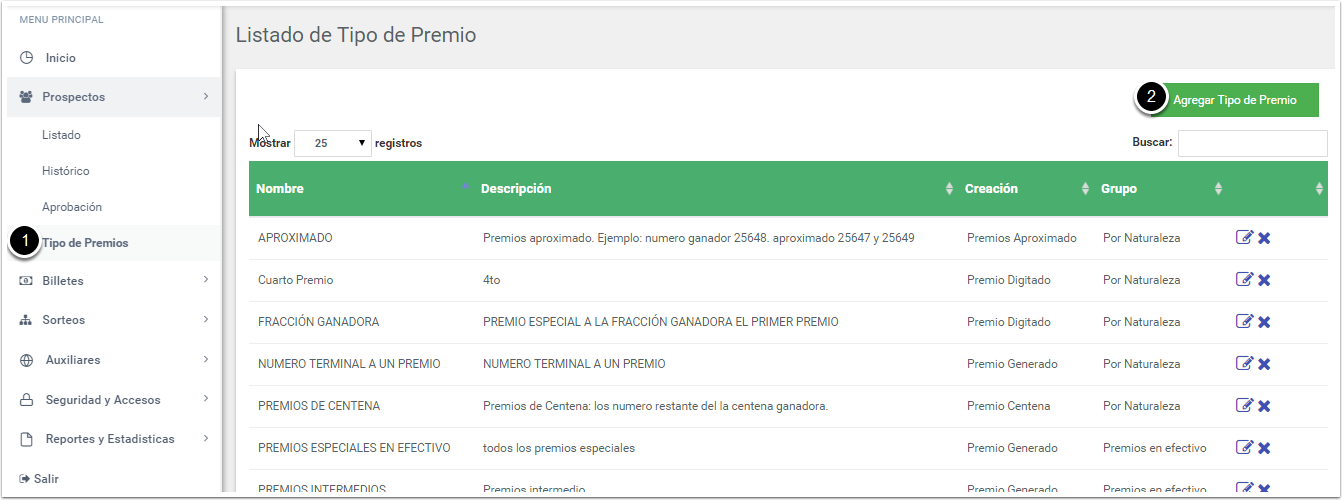 MENU PRINCIPAL
Inicio
Prospectos
Listado
Histórico
Aprobación
1 Tipo de Premios
Billetes
Sorteos
Auxiliares
Seguridad y Accesos
Reportes y Estadisticas
Salir
Listado de Tipo de Premio
2 Agregar Tipo de Premio
Mostrar 25 registros Buscar:
Nombre Descripción Creación Grupo
APROXIMADO Premios aproximado. Ejemplo: numero ganador 25648. aproximado 25647 y 25649 Premios Aproximado Por Naturaleza
Cuarto Premio 4to Premio Digitado Por Naturaleza
FRACCIÓN GANADORA PREMIO ESPECIAL A LA FRACCIÓN GANADORA EL PRIMER PREMIO Premio Digitado Por Naturaleza
NUMERO TERMINAL A UN PREMIO NUMERO TERMINAL A UN PREMIO Premio Generado Por Naturaleza
PREMIOS DE CENTENA Premios de Centena: los numero restante del la centena ganadora. Premio Centena Por Naturaleza
PREMIOS ESPECIALES EN EFECTIVO todos los premios especiales Premio Generado Premios en efectivo
PREMIOS INTERMEDIOS Premios intermedio Premio Generado Premios en efectivo